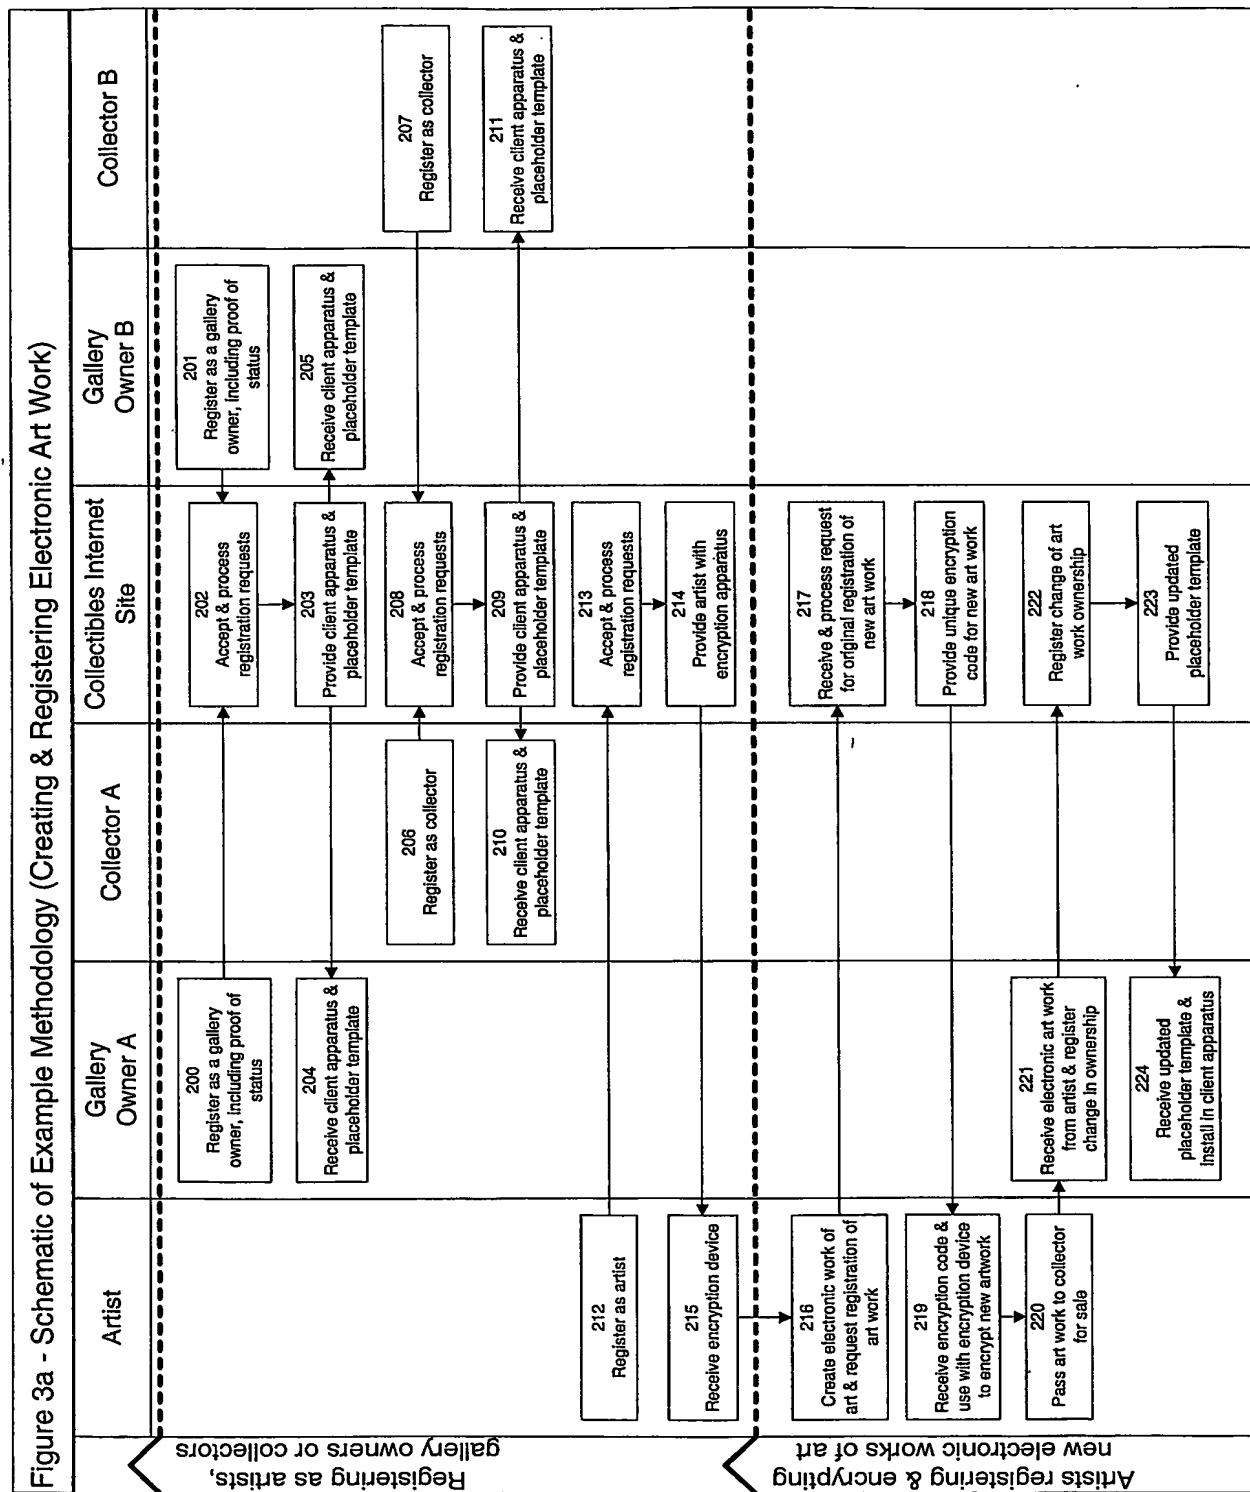 Figure 3a - Schematic of Example Methodology (Creating & Registering Electronic Art Work)
Artist
Gallery
Owner A
Collector A
Collectibles Internet
Site
Gallery
Owner B
Collector B
Registering as artists,
gallery owners or collectors
200
Register as a gallery
owner, including proof of
status
202
Accept & process
registration requests
201
Register as a gallery
owner, including proof of
status
204
Receive client apparatus &
placeholder template
203
Provide client apparatus &
placeholder template
205
Receive client apparatus &
placeholder template
206
Register as collector
208
Accept & process
registration requests
207
Register as collector
210
Receive client apparatus &
placeholder template
209
Provide client apparatus &
placeholder template
211
Receive client apparatus &
placeholder template
212
Register as artist
213
Accept & process
registration requests
215
Receive encryption device
214
Provide artist with
encryption apparatus
Artists registering & encrypting
new electronic works of art
216
Create electronic work of
art & request registration of
art work
217
Receive & process request
for original registration of
new art work
219
Receive encryption code &
use with encryption device
to encrypt new artwork
218
Provide unique encryption
code for new art work
220
Pass art work to collector
for sale
221
Receive electronic art work
from artist & register
change in ownership
222
Register change of art
work ownership
224
Receive updated
placeholder template &
install in client apparatus
223
Provide updated
placeholder template